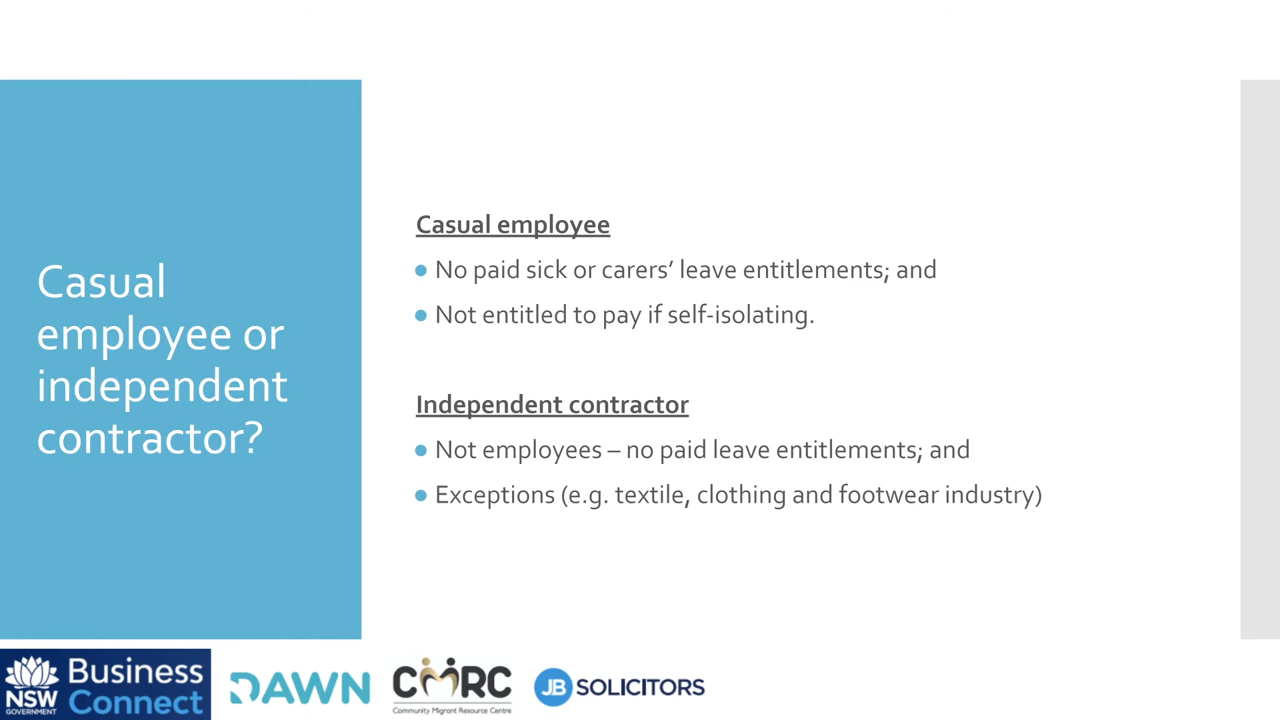 Casual
employee or
independent
contractor?
Casual employee
No paid sick or carers’ leave entitlements; and
Not entitled to pay if self-isolating.
Independent contractor
Not employees – no paid leave entitlements; and
Exceptions (e.g. textile, clothing and footwear industry)
NSW
GOVERNMENT
Business
Connect
DAWN
CMRC
Community Migrant Resource Centre
JB SOLICITORS